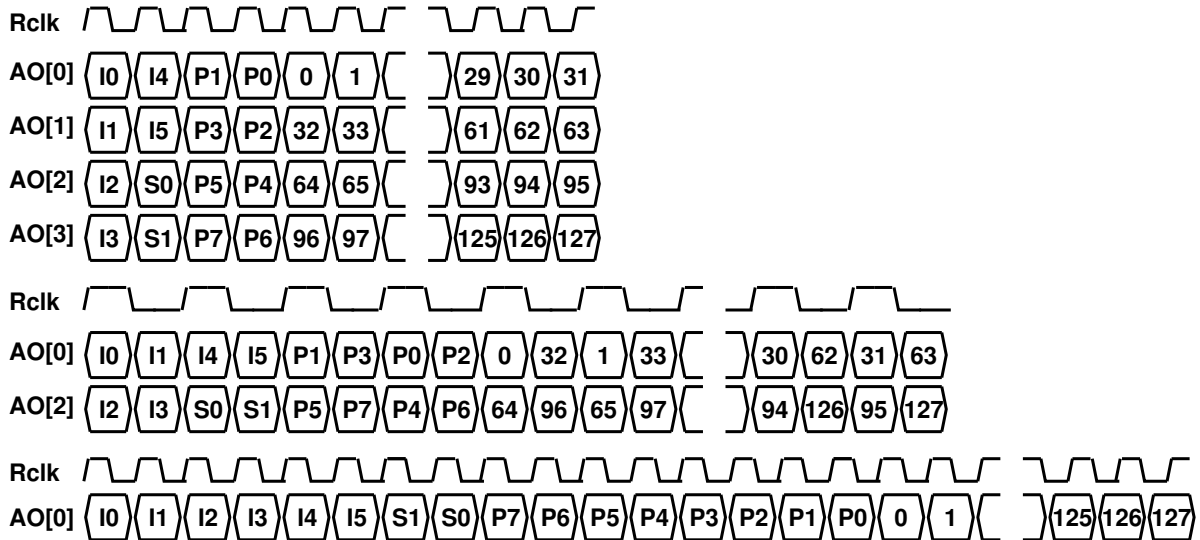 Rclk
AO[0] I0 I4 P1 P0 0 1 29 30 31
AO[1] I1 I5 P3 P2 32 33 61 62 63
AO[2] I2 S0 P5 P4 64 65 93 94 95
AO[3] I3 S1 P7 P6 96 97 125 126 127
Rclk
AO[0] I0 I1 I4 I5 P1 P3 P0 P2 0 32 1 33 30 62 31 63
AO[2] I2 I3 S0 S1 P5 P7 P4 P6 64 96 65 97 94 126 95 127
Rclk
AO[0] I0 I1 I2 I3 I4 I5 S1 S0 P7 P6 P5 P4 P3 P2 P1 P0 0 1 125 126 127